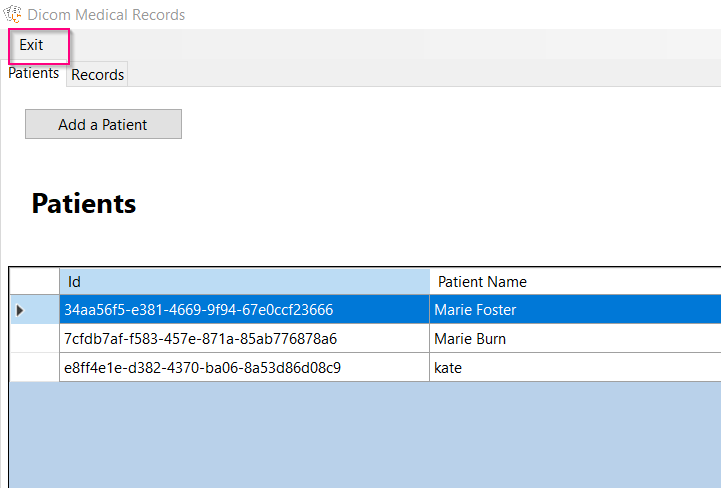 Dicom Medical Records
Exit
Patients Records
Add a Patient
Patients
Id Patient Name
34aa56f5-e381-4669-9f94-67e0ccf23666 Marie Foster
7cfdb7af-f583-457e-871a-85ab776878a6 Marie Burn
e8ff4e1e-d382-4370-ba06-8a53d86d08c9 kate